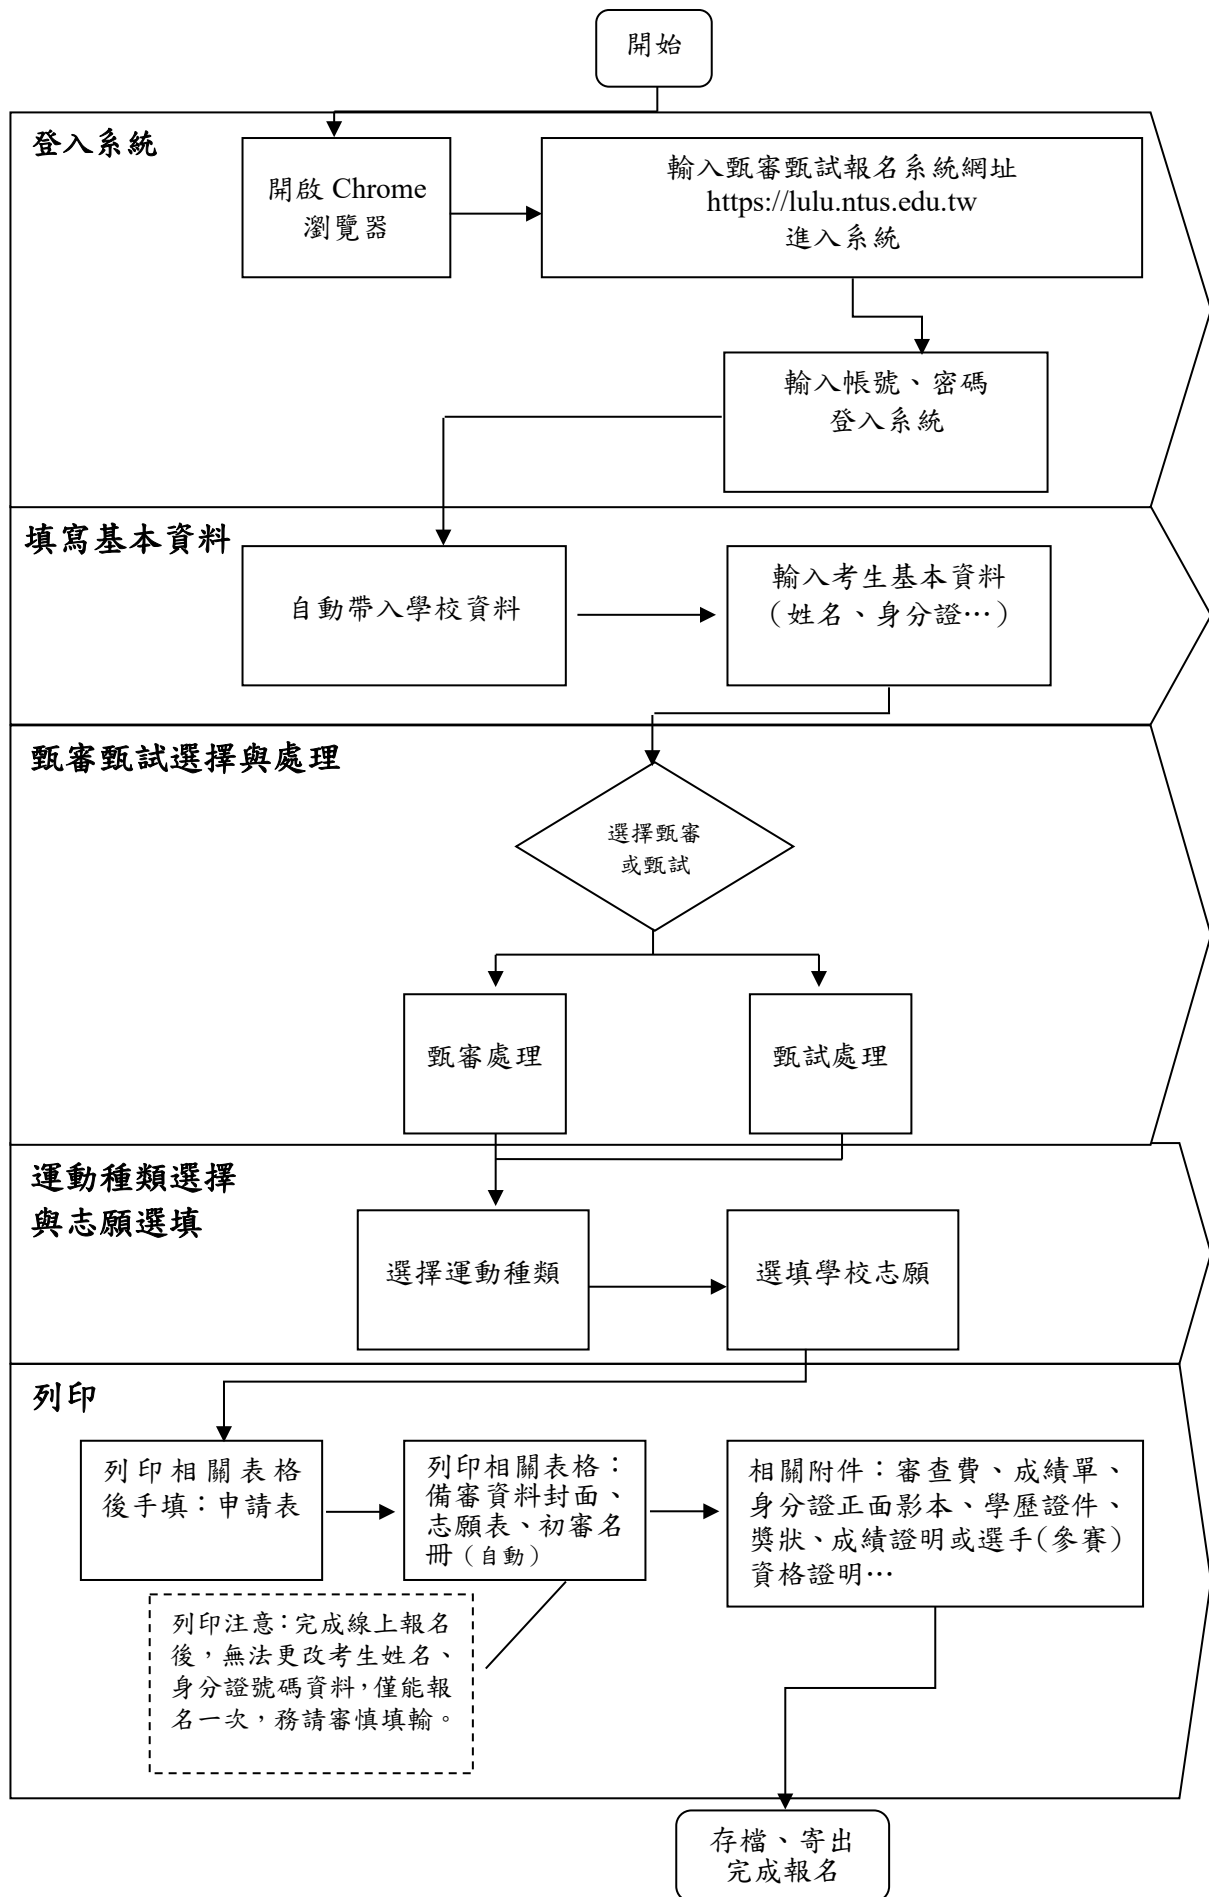 開始
登入系統
開啟 Chrome
瀏覽器
輸入甄審甄試報名系統網址
https://lulu.ntus.edu.tw
進入系統
輸入帳號、密碼
登入系統
填寫基本資料
自動帶入學校資料
輸入考生基本資料
（姓名、身分證…）
甄審甄試選擇與處理
選擇甄審
或甄試
甄審處理
甄試處理
運動種類選擇
與志願選填
選擇運動種類
選填學校志願
列印
列印相關表格
後手填：申請表
列印相關表格：
備審資料封面、
志願表、初審名
冊（自動）
相關附件：審查費、成績單、
身分證正面影本、學歷證件、
獎狀、成績證明或選手(參賽)
資格證明…
列印注意：完成線上報名
後，無法更改考生姓名、
身分證號碼資料，僅能報
名一次，務請審慎填輸。
存檔、寄出
完成報名